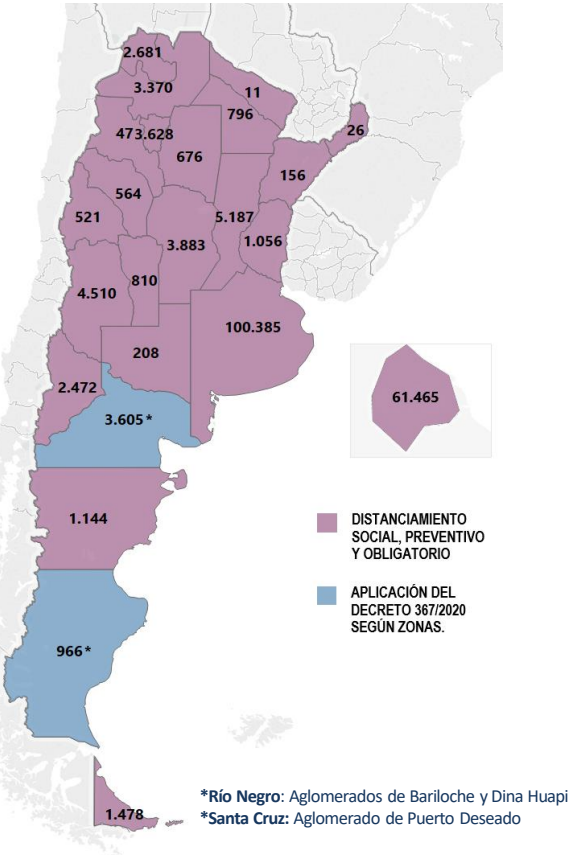 2.681
3.370
11
796
26
473.628
676
156
564
521
5.187
3.883
1.056
4.510
810
100.385
208
2.472
61.465
3.605 *
1.144
DISTANCIAMIENTO
SOCIAL, PREVENTIVO
Y OBLIGATORIO
APLICACIÓN DEL
DECRETO 367/2020
SEGÚN ZONAS.
966*
*Río Negro: Aglomerados de Bariloche y Dina Huapi
*Santa Cruz: Aglomerado de Puerto Deseado
1.478